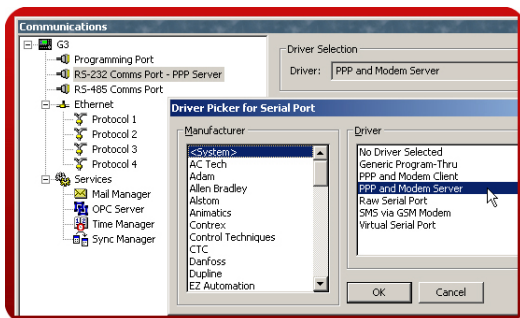 Communications
G3
Programming Port
RS-232 Comms Port - PPP Server
RS-485 Comms Port
Ethernet
Protocol 1
Protocol 2
Protocol 3
Protocol 4
Services
Mail Manager
OPC Server
Time Manager
Sync Manager
Driver Selection
Driver: PPP and Modem Server
Driver Picker for Serial Port
Manufacturer
<System>
AC Tech
Adam
Allen Bradley
Alstom
Animatics
Contrex
Control Techniques
CTC
Danfoss
Dupline
EZ Automation
Driver
No Driver Selected
Generic Program-Thru
PPP and Modem Client
PPP and Modem Server
Raw Serial Port
SMS via GSM Modem
Virtual Serial Port
OK
Cancel